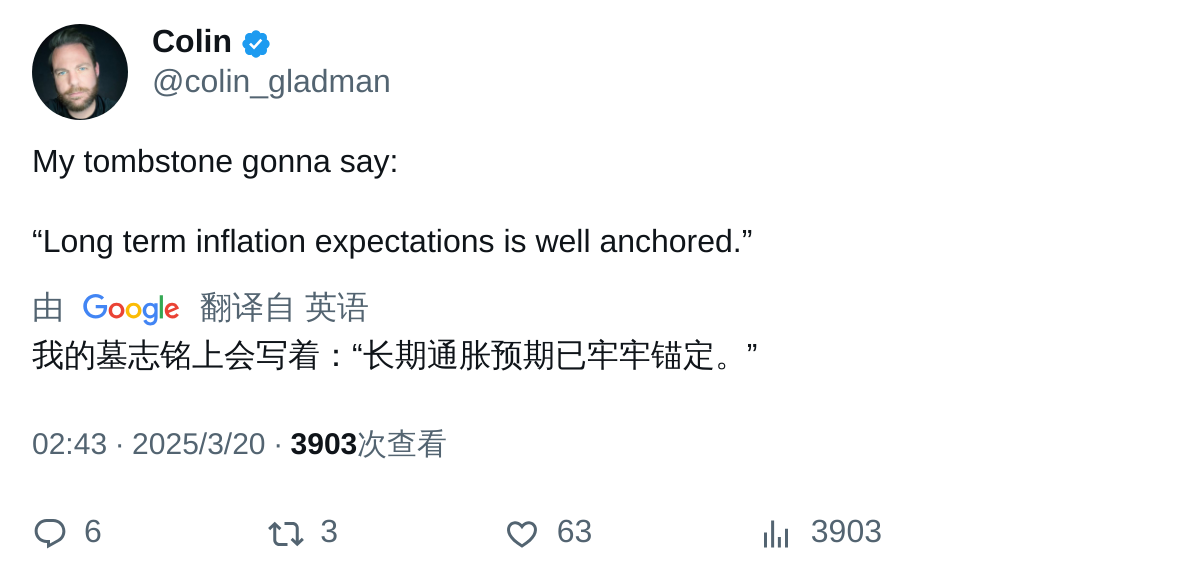 Colin
@colin_gladman
My tombstone gonna say:
“Long term inflation expectations is well anchored.”
由 Google 翻译自 英语
我的墓志铭上会写着：“长期通胀预期已牢牢锚定。”
02:43 · 2025/3/20 · 3903次查看
6 3 63 3903